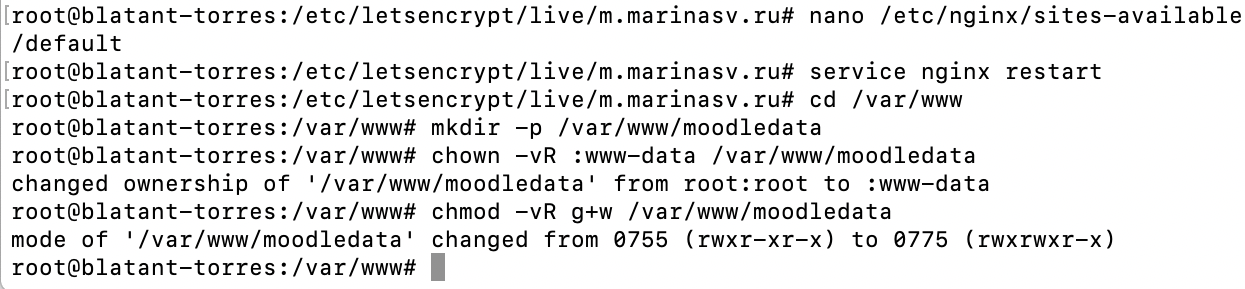 [root@blatant-torres:/etc/letsencrypt/live/m.marinasv.ru# nano /etc/nginx/sites-available
/default
[root@blatant-torres:/etc/letsencrypt/live/m.marinasv.ru# service nginx restart
[root@blatant-torres:/etc/letsencrypt/live/m.marinasv.ru# cd /var/www
root@blatant-torres:/var/www# mkdir -p /var/www/moodledata
root@blatant-torres:/var/www# chown -vR :www-data /var/www/moodledata
changed ownership of '/var/www/moodledata' from root:root to :www-data
root@blatant-torres:/var/www# chmod -vR g+w /var/www/moodledata
mode of '/var/www/moodledata' changed from 0755 (rwxr-xr-x) to 0775 (rwxrwxr-x)
root@blatant-torres:/var/www#